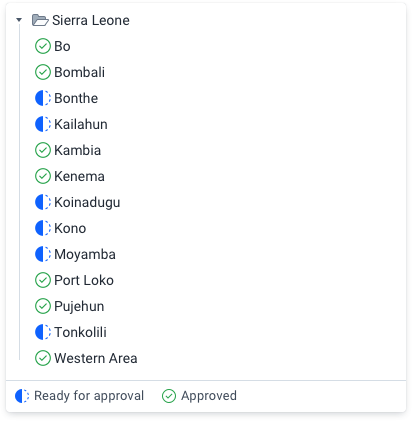 Sierra Leone
Bo
Bombali
Bonthe
Kailahun
Kambia
Kenema
Koinadugu
Kono
Moyamba
Port Loko
Pujehun
Tonkolili
Western Area
Ready for approval Approved